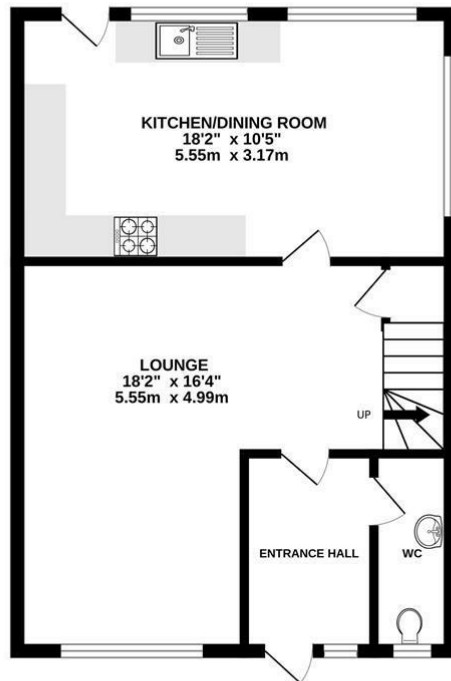 KITCHEN/DINING ROOM
18'2" x 10'5"
5.55m x 3.17m
LOUNGE
18'2" x 16'4"
5.55m x 4.99m
UP
ENTRANCE HALL
WC